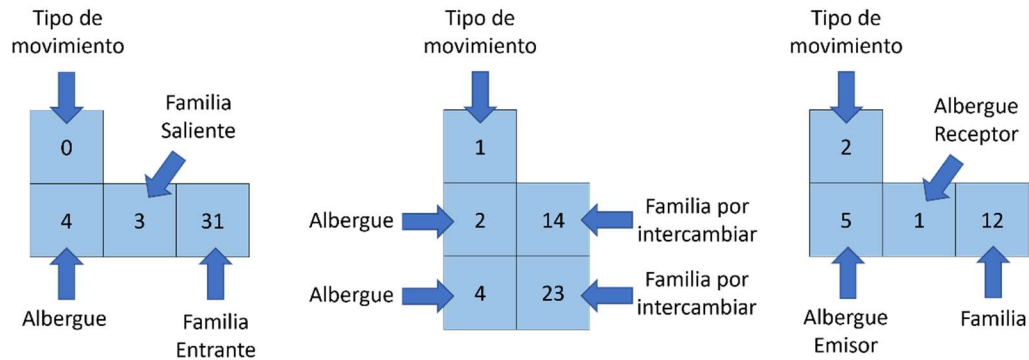 Tipo de
movimiento
0
Familia
Saliente
4 3 31
Albergue
Familia
Entrante
Tipo de
movimiento
1
Albergue
2 14
Familia por
intercambiar
Albergue
4 23
Familia por
intercambiar
Tipo de
movimiento
2
Albergue
Receptor
5 1 12
Albergue
Emisor
Familia